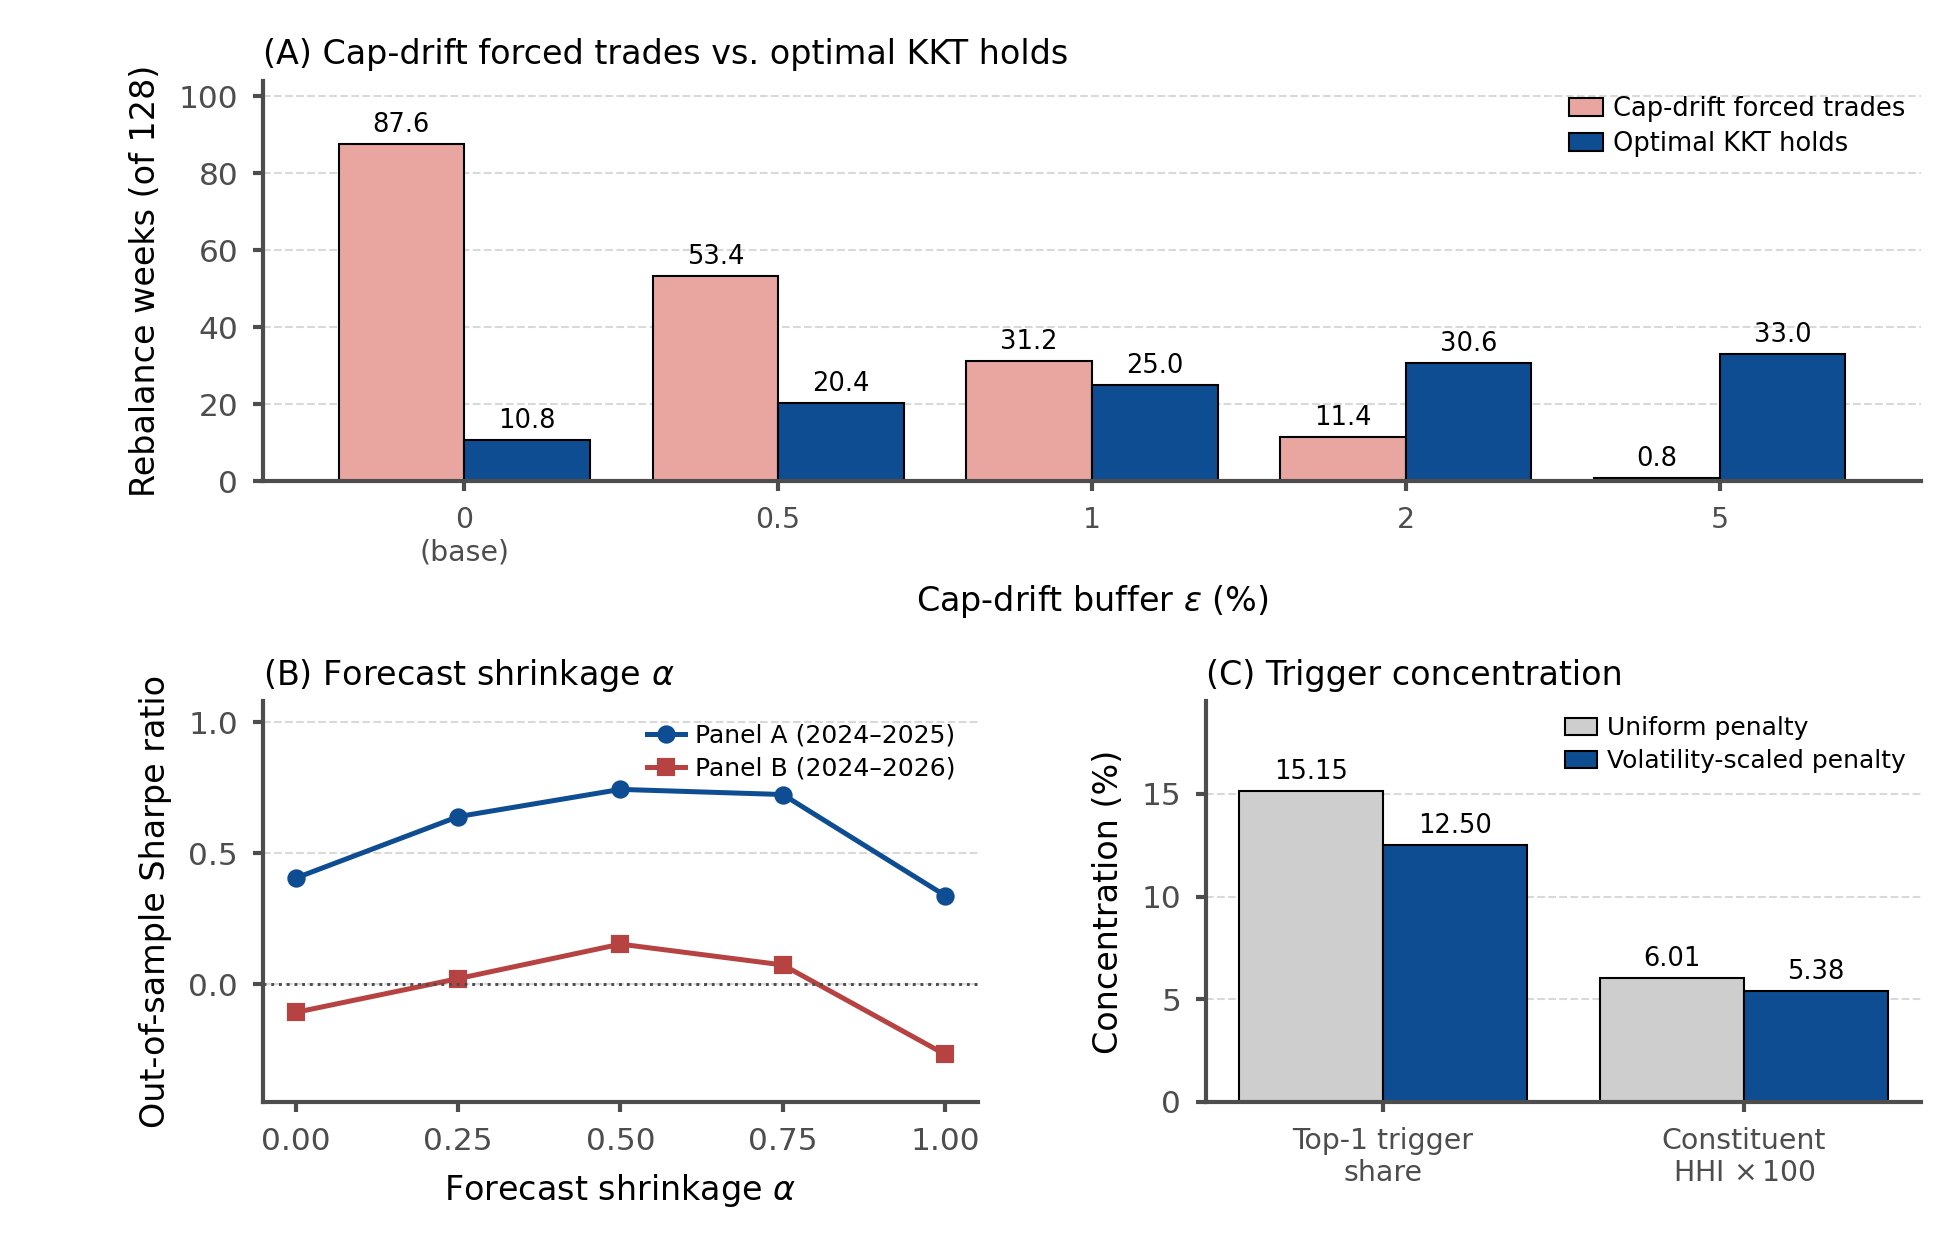 (A) Cap-drift forced trades vs. optimal KKT holds
Rebalance weeks (of 128)
100
80
60
40
20
0
Cap-drift forced trades
Optimal KKT holds
87.6
10.8
53.4
20.4
31.2
25.0
11.4
30.6
0.8
33.0
0
(base)
0.5
1
2
5
Cap-drift buffer ε (%)
(B) Forecast shrinkage α
Out-of-sample Sharpe ratio
1.0
0.5
0.0
Panel A (2024–2025)
Panel B (2024–2026)
0.00
0.25
0.50
0.75
1.00
Forecast shrinkage α
(C) Trigger concentration
Concentration (%)
15
10
5
0
Uniform penalty
Volatility-scaled penalty
15.15
12.50
6.01
5.38
Top-1 trigger
share
Constituent
HHI ×100